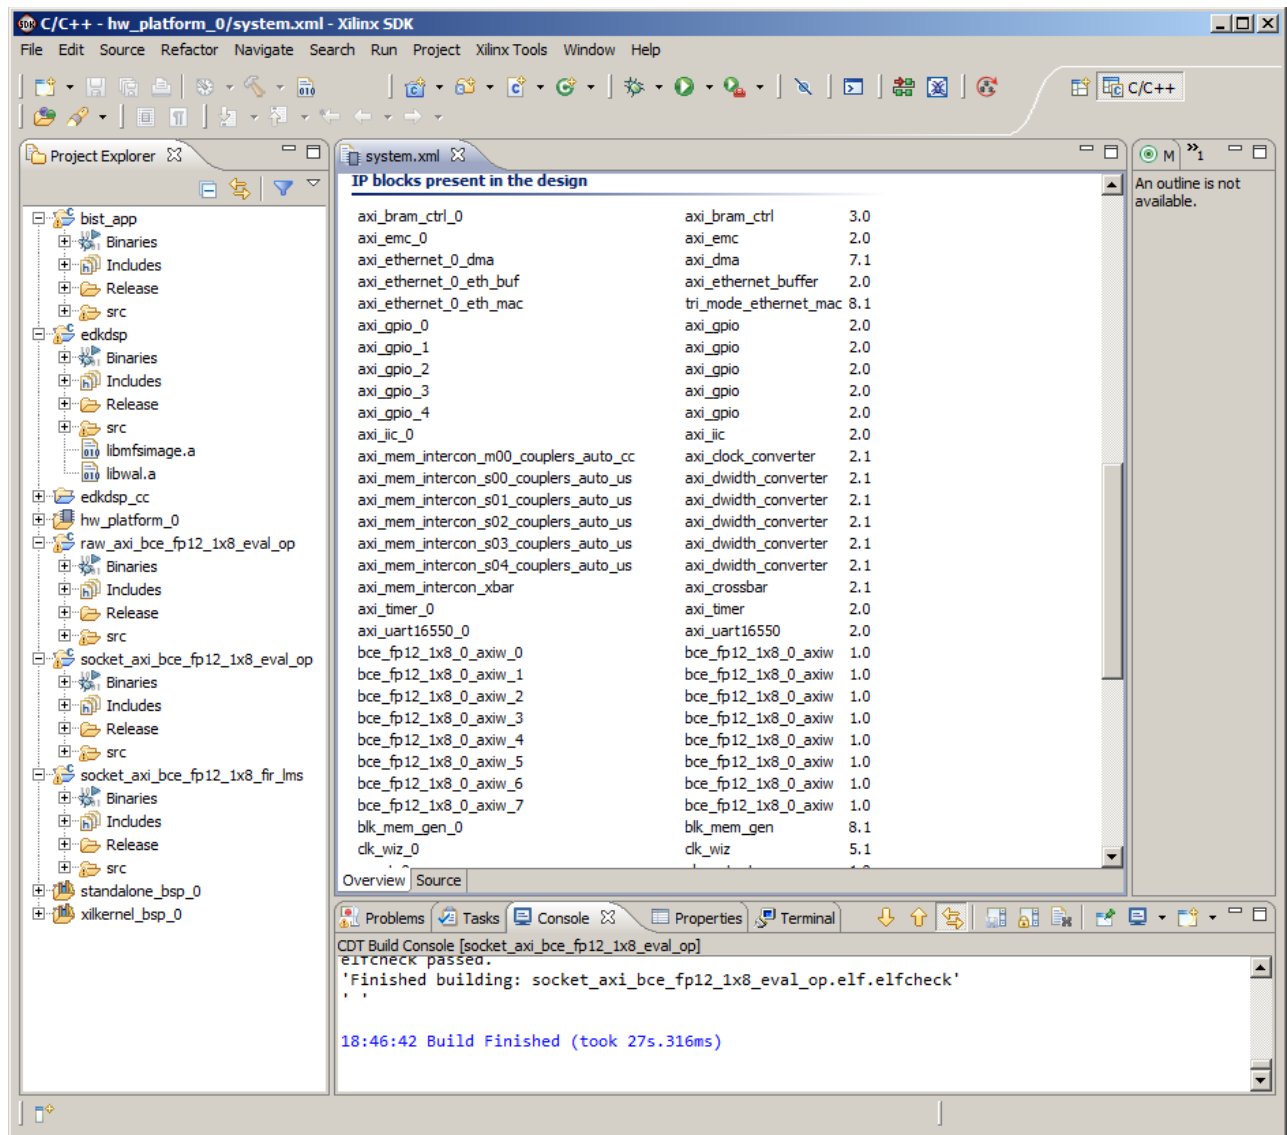 C/C++ - hw_platform_0/system.xml - Xilinx SDK
File Edit Source Refactor Navigate Search Run Project Xilinx Tools Window Help
C/C++
Project Explorer
bist_app
Binaries
Includes
Release
src
edkdsp
Binaries
Includes
Release
src
libmfsimage.a
libwal.a
edkdsp_cc
hw_platform_0
raw_axi_bce_fp12_1x8_eval_op
Binaries
Includes
Release
src
socket_axi_bce_fp12_1x8_eval_op
Binaries
Includes
Release
src
socket_axi_bce_fp12_1x8_fir_lms
Binaries
Includes
Release
src
standalone_bsp_0
xilkernel_bsp_0
system.xml
IP blocks present in the design
axi_bram_ctrl_0 axi_bram_ctrl 3.0
axi_emc_0 axi_emc 2.0
axi_ethernet_0_dma axi_dma 7.1
axi_ethernet_0_eth_buf axi_ethernet_buffer 2.0
axi_ethernet_0_eth_mac tri_mode_ethernet_mac 8.1
axi_gpio_0 axi_gpio 2.0
axi_gpio_1 axi_gpio 2.0
axi_gpio_2 axi_gpio 2.0
axi_gpio_3 axi_gpio 2.0
axi_gpio_4 axi_gpio 2.0
axi_iic_0 axi_iic 2.0
axi_mem_intercon_m00_couplers_auto_cc axi_clock_converter 2.1
axi_mem_intercon_s00_couplers_auto_us axi_dwidth_converter 2.1
axi_mem_intercon_s01_couplers_auto_us axi_dwidth_converter 2.1
axi_mem_intercon_s02_couplers_auto_us axi_dwidth_converter 2.1
axi_mem_intercon_s03_couplers_auto_us axi_dwidth_converter 2.1
axi_mem_intercon_s04_couplers_auto_us axi_dwidth_converter 2.1
axi_mem_intercon_xbar axi_crossbar 2.1
axi_timer_0 axi_timer 2.0
axi_uart16550_0 axi_uart16550 2.0
bce_fp12_1x8_0_axiw_0 bce_fp12_1x8_0_axiw 1.0
bce_fp12_1x8_0_axiw_1 bce_fp12_1x8_0_axiw 1.0
bce_fp12_1x8_0_axiw_2 bce_fp12_1x8_0_axiw 1.0
bce_fp12_1x8_0_axiw_3 bce_fp12_1x8_0_axiw 1.0
bce_fp12_1x8_0_axiw_4 bce_fp12_1x8_0_axiw 1.0
bce_fp12_1x8_0_axiw_5 bce_fp12_1x8_0_axiw 1.0
bce_fp12_1x8_0_axiw_6 bce_fp12_1x8_0_axiw 1.0
bce_fp12_1x8_0_axiw_7 bce_fp12_1x8_0_axiw 1.0
blk_mem_gen_0 blk_mem_gen 8.1
clk_wiz_0 clk_wiz 5.1
Overview Source
M »1
An outline is not
available.
Problems Tasks Console Properties Terminal
CDT Build Console [socket_axi_bce_fp12_1x8_eval_op]
elfcheck passed.
'Finished building: socket_axi_bce_fp12_1x8_eval_op.elf.elfcheck'
' '
18:46:42 Build Finished (took 27s.316ms)